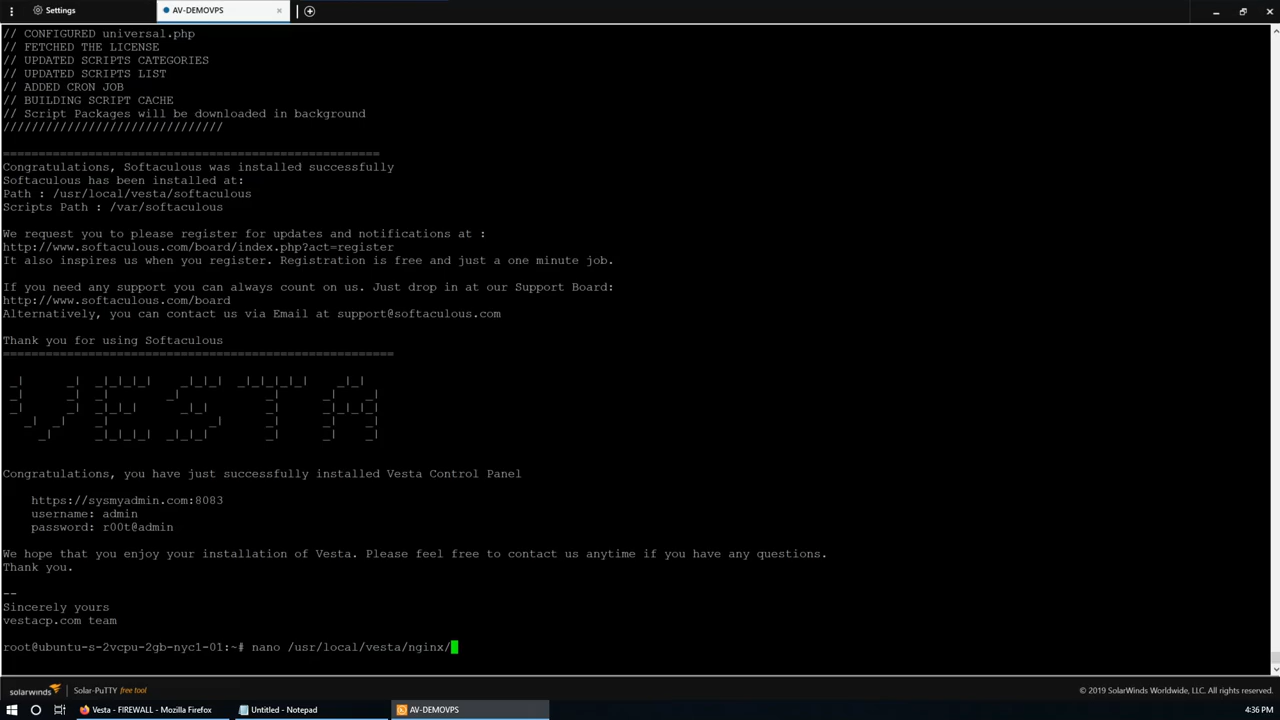 Settings
AV-DEMOVPS
// CONFIGURED universal.php
// FETCHED THE LICENSE
// UPDATED SCRIPTS CATEGORIES
// UPDATED SCRIPTS LIST
// ADDED CRON JOB
// BUILDING SCRIPT CACHE
// Script Packages will be downloaded in background
///////////////////////////////
=====================================================
Congratulations, Softaculous was installed successfully
Softaculous has been installed at:
Path : /usr/local/vesta/softaculous
Scripts Path : /var/softaculous
We request you to please register for updates and notifications at :
http://www.softaculous.com/board/index.php?act=register
It also inspires us when you register. Registration is free and just a one minute job.
If you need any support you can always count on us. Just drop in at our Support Board:
http://www.softaculous.com/board
Alternatively, you can contact us via Email at support@softaculous.com
Thank you for using Softaculous
=======================================================
VESTA
Congratulations, you have just successfully installed Vesta Control Panel
https://sysmyadmin.com:8083
username: admin
password: r00t@admin
We hope that you enjoy your installation of Vesta. Please feel free to contact us anytime if you have any questions.
Thank you.
--
Sincerely yours
vestacp.com team
root@ubuntu-s-2vcpu-2gb-nyc1-01:~# nano /usr/local/vesta/nginx/
solarwinds
Solar-PuTTY free tool
© 2019 SolarWinds Worldwide, LLC. All rights reserved.
Vesta - FIREWALL - Mozilla Firefox
Untitled - Notepad
AV-DEMOVPS
4:36 PM